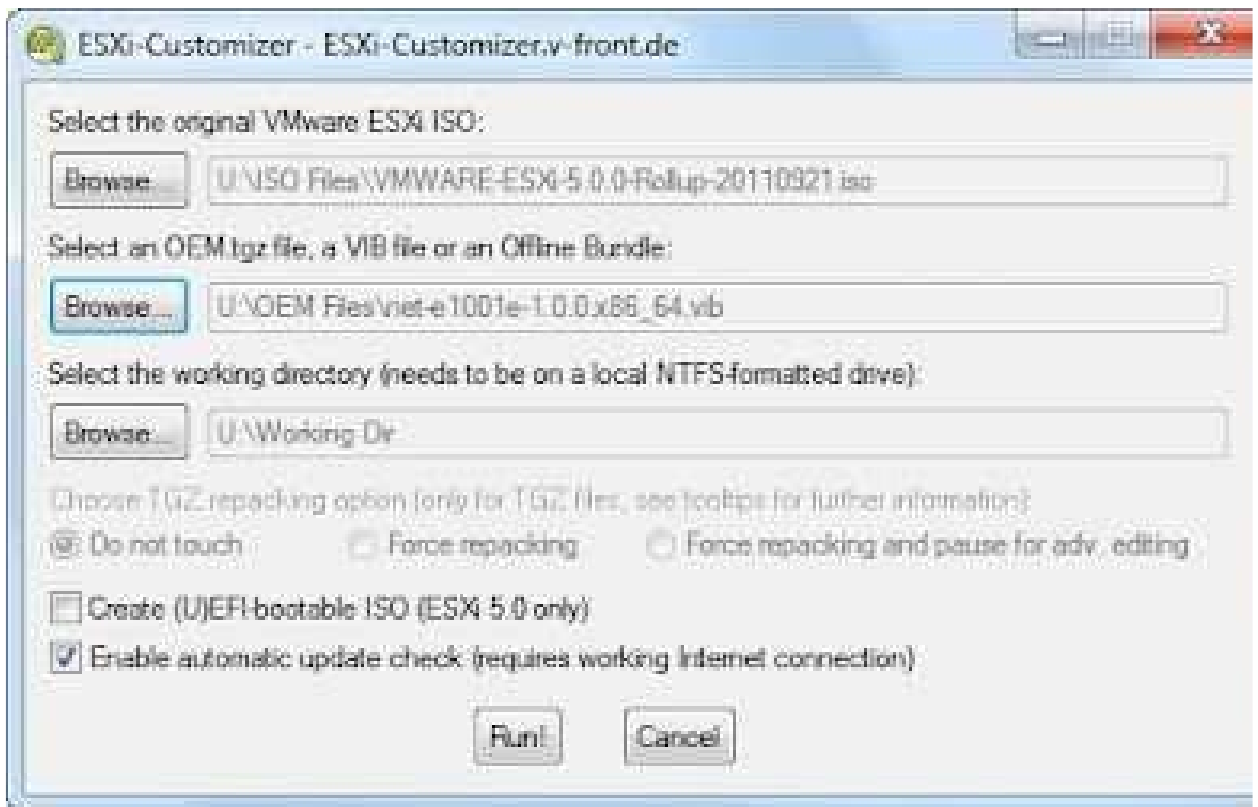 ESXi-Customizer - ESXi-Customizer.v-front.de
Select the original VMware ESXi ISO:
Browse... U:\ISO Files\VMWARE-ESXi-5.0.0-Rollup-20110921.iso
Select an OEM.tgz file, a VIB file or an Offline Bundle:
Browse... U:\OEM Files\net-e1001e-1.0.0.x86_64.vib
Select the working directory (needs to be on a local NTFS-formatted drive):
Browse... U:\Working Dir
Choose TGZ repacking option (only for TGZ files, see tooltips for further information):
Do not touch Force repacking Force repacking and pause for adv. editing
Create (U)EFI-bootable ISO (ESXi 5.0 only)
Enable automatic update check (requires working Internet connection)
Run! Cancel